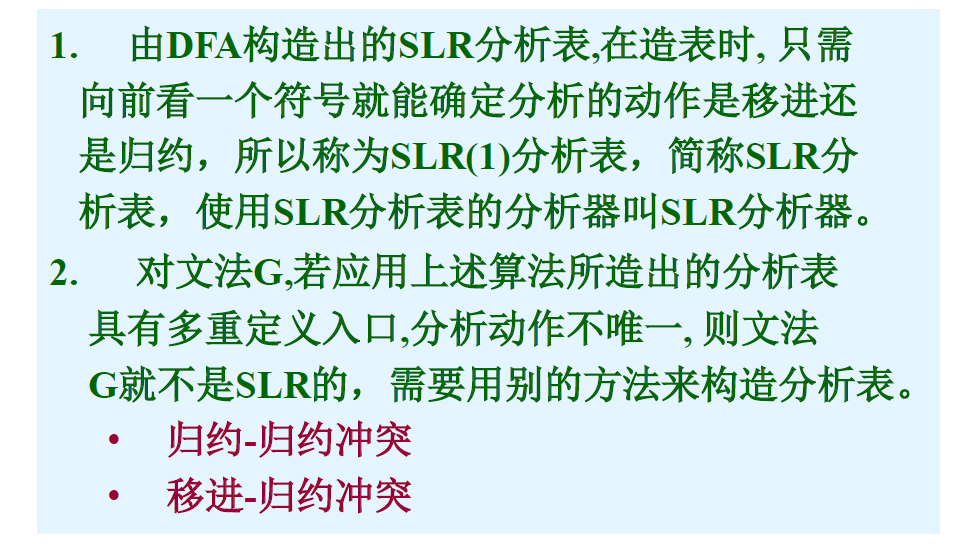 1. 由DFA构造出的SLR分析表,在造表时, 只需
向前看一个符号就能确定分析的动作是移进还
是归约，所以称为SLR(1)分析表，简称SLR分
析表，使用SLR分析表的分析器叫SLR分析器。
2. 对文法G,若应用上述算法所造出的分析表
具有多重定义入口,分析动作不唯一, 则文法
G就不是SLR的，需要用别的方法来构造分析表。
• 归约-归约冲突
• 移进-归约冲突